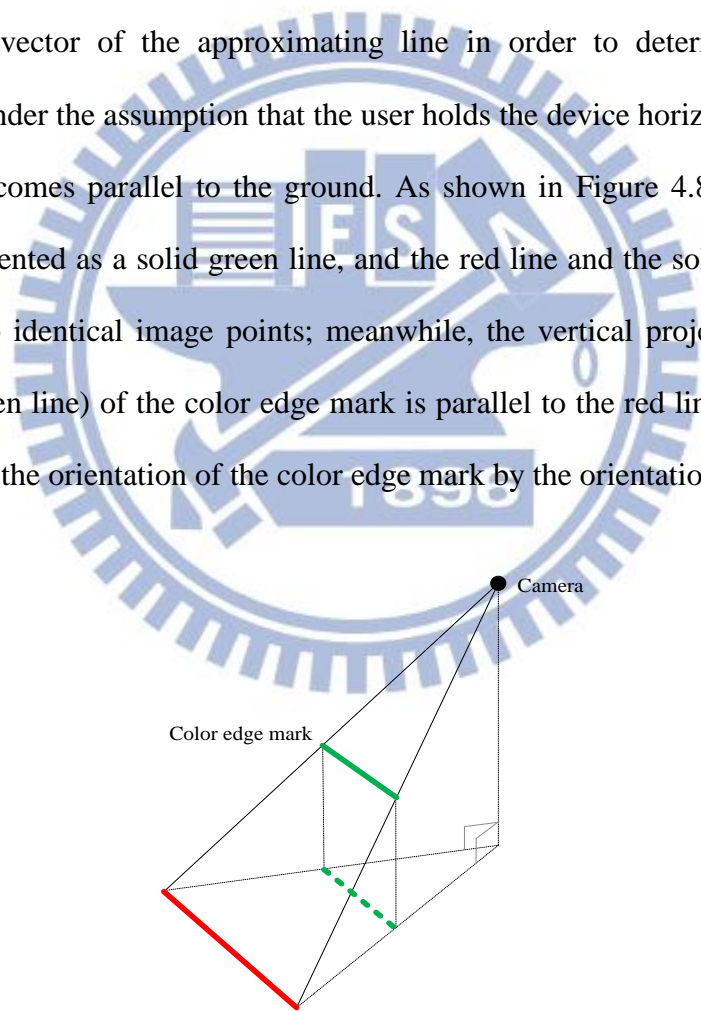 vector of the approximating line in order to deter
nder the assumption that the user holds the device horiz
comes parallel to the ground. As shown in Figure 4.8
ented as a solid green line, and the red line and the so
identical image points; meanwhile, the vertical proje
en line) of the color edge mark is parallel to the red lin
the orientation of the color edge mark by the orientatio
ES A
1898
Camera
Color edge mark